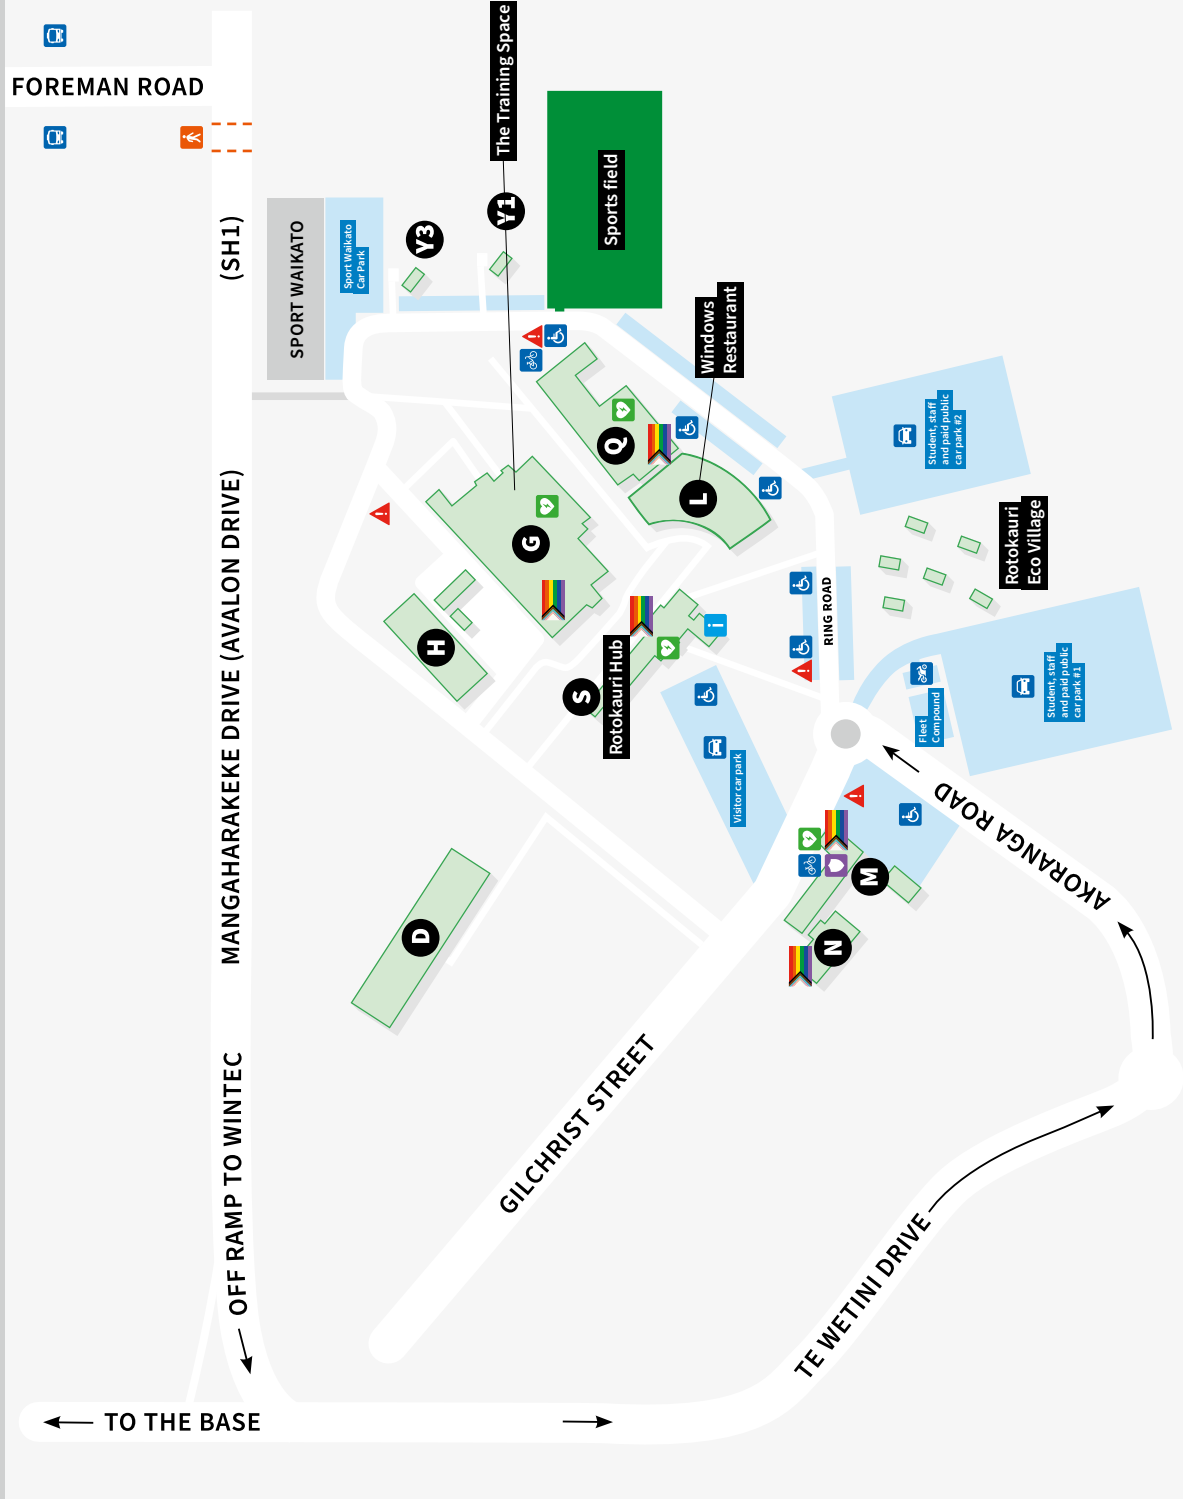 FOREMAN ROAD
The Training Space
(SH1)
SPORT WAIKATO
Sport Waikato
Car Park
Y3
Y1
Sports field
Windows
Restaurant
Q
L
Student, staff
and paid public
car park #2
MANGAHARAKEKE DRIVE (AVALON DRIVE)
G
H
S
Rotokauri Hub
i
RING ROAD
Rotokauri
Eco Village
Student, staff
and paid public
car park #1
Fleet
Compound
Visitor car park
AKORANGA ROAD
M
N
D
GILCHRIST STREET
OFF RAMP TO WINTEC
TE WETINI DRIVE
TO THE BASE